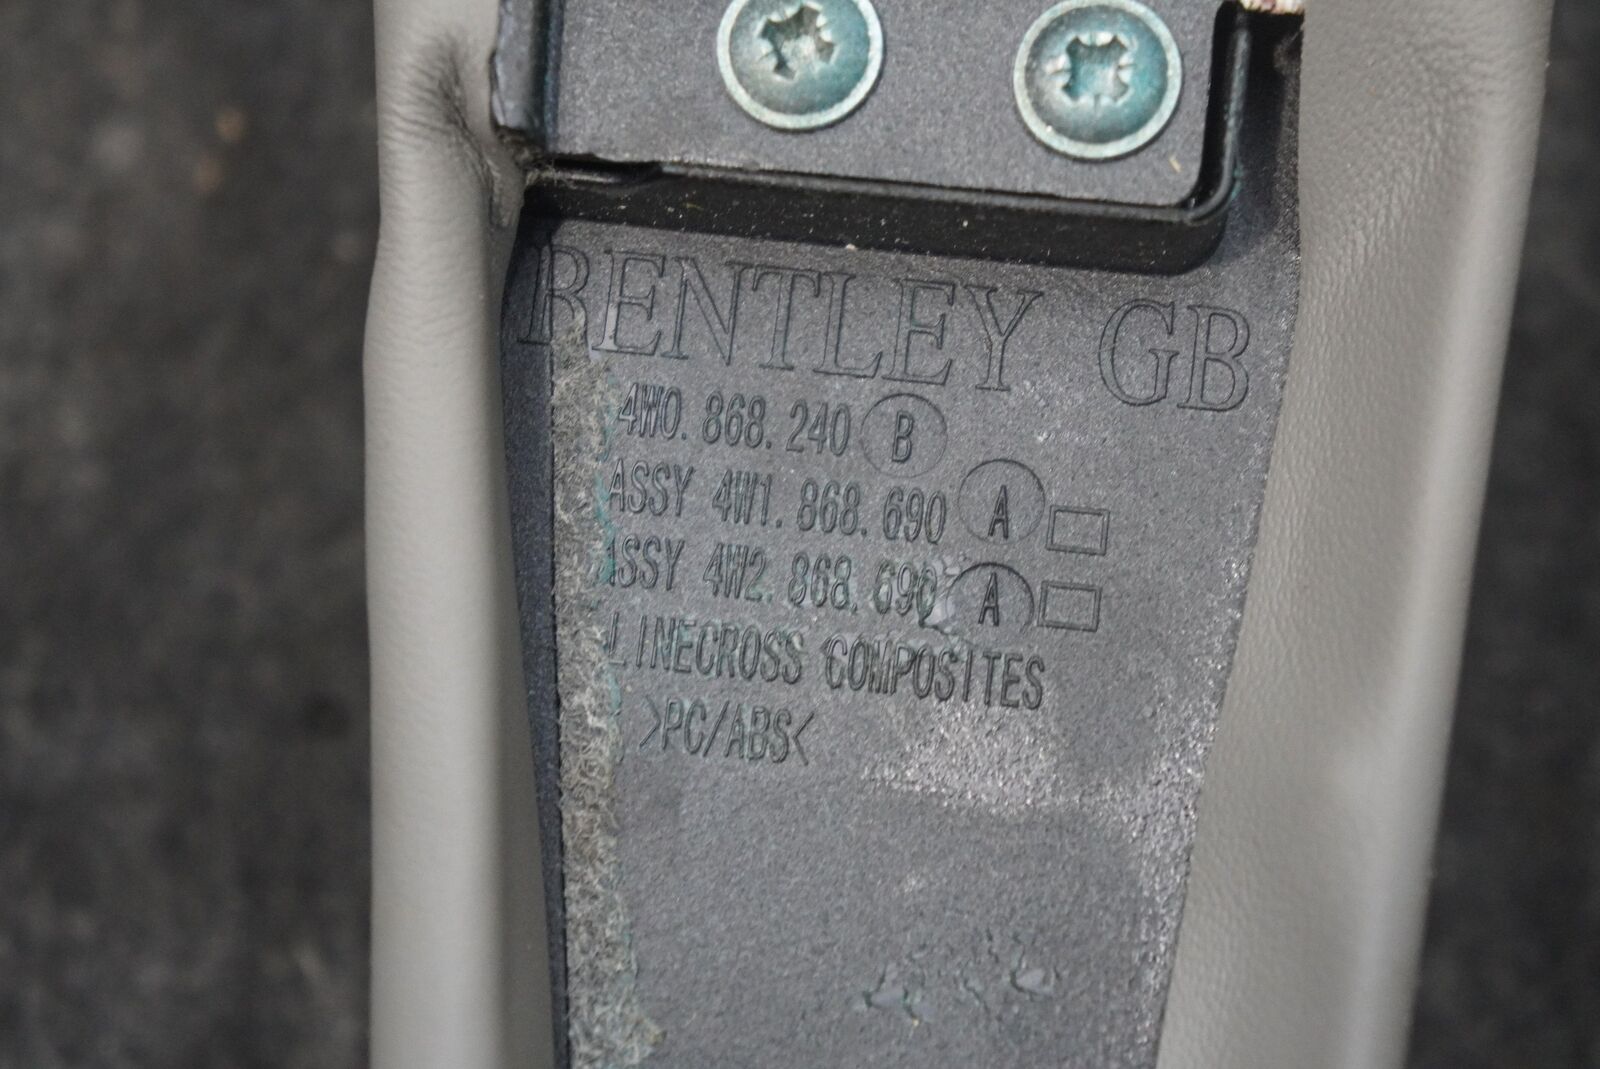 BENTLEY GB
4W0.868.240 B
ASSY 4W1.868.690 A
ASSY 4W2.868.690 A
LINECROSS COMPOSITES
>PC/ABS<